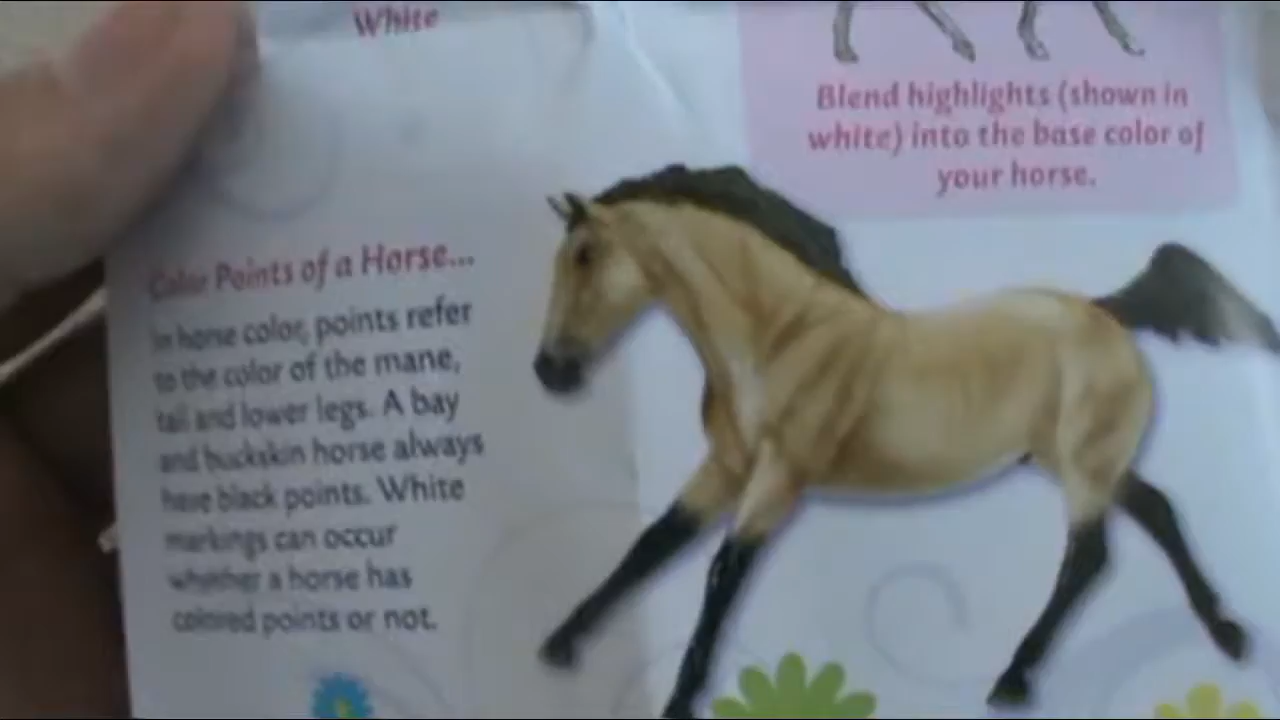 White
Blend highlights (shown in
white) into the base color of
your horse.
Color Points of a Horse...
In horse color, points refer
to the color of the mane,
tail and lower legs. A bay
and buckskin horse always
have black points. White
markings can occur
whether a horse has
colored points or not.